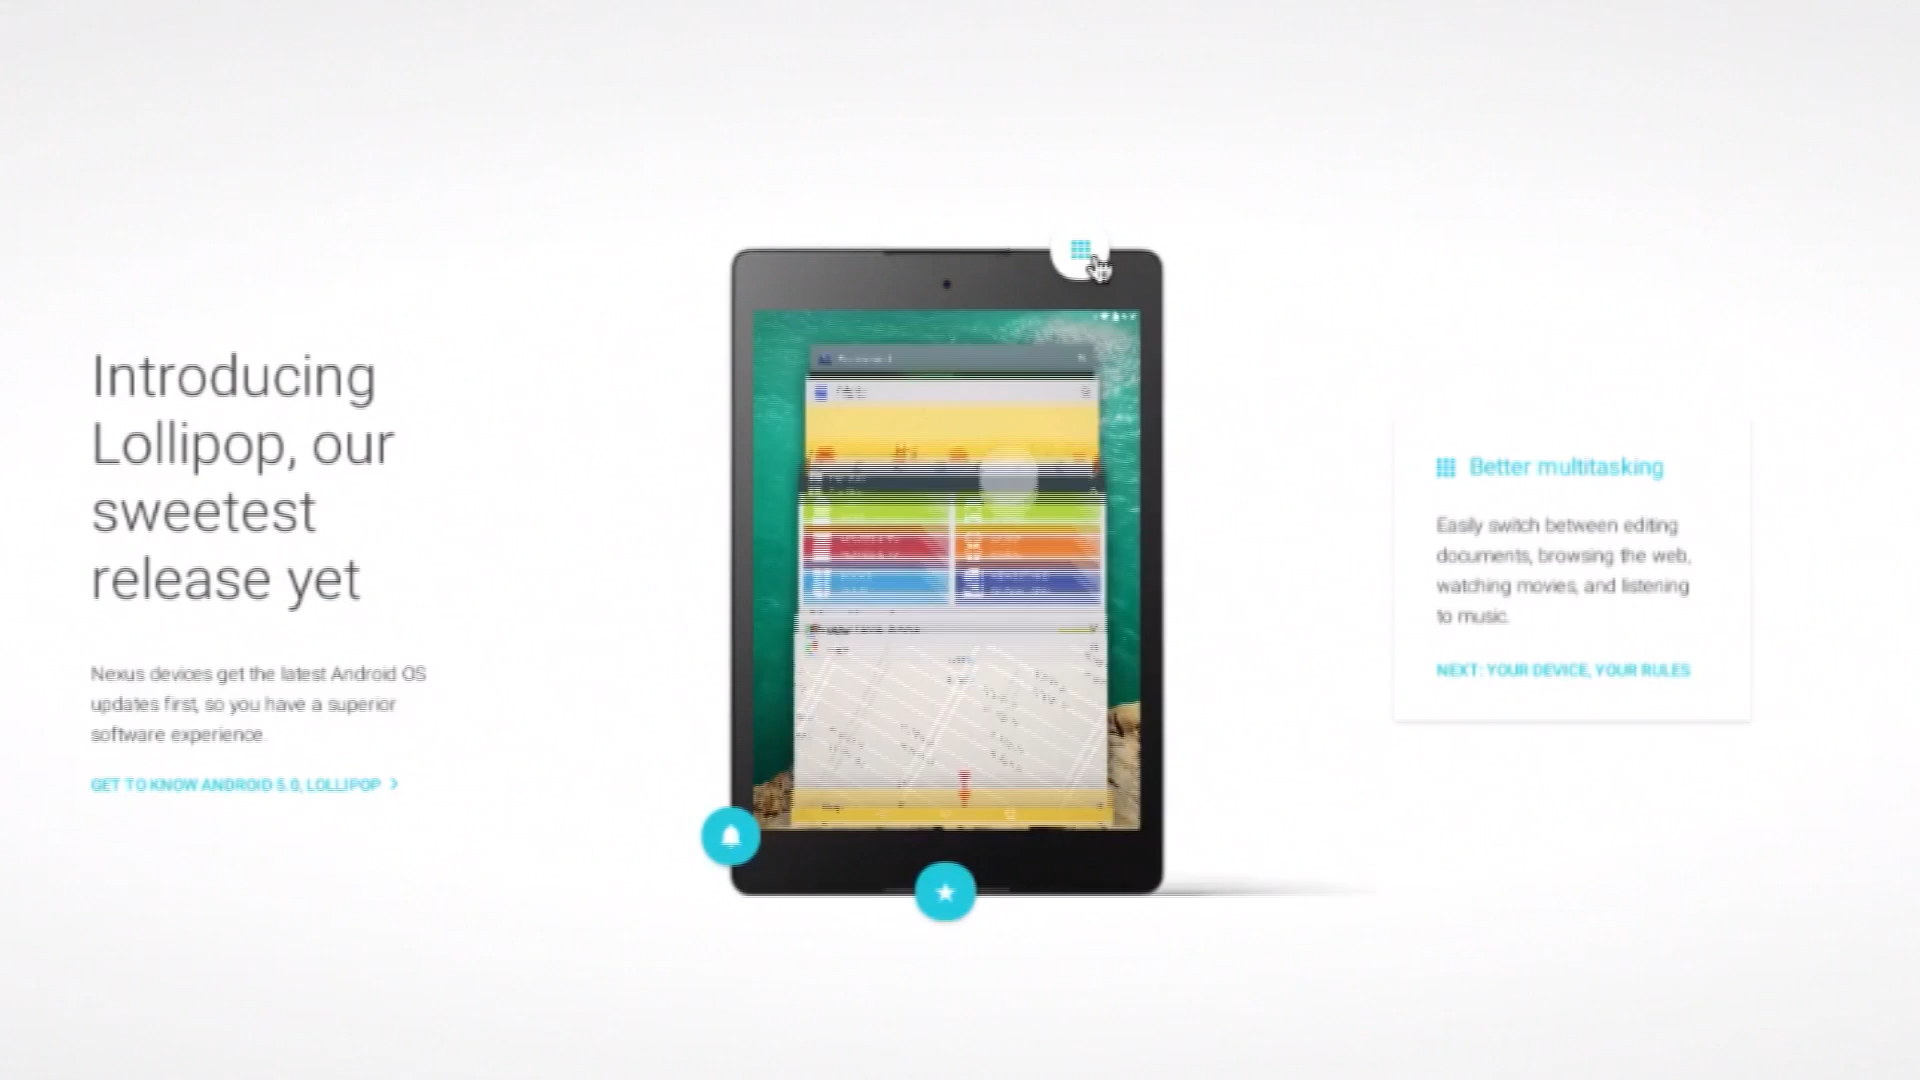 Introducing
Lollipop, our
sweetest
release yet
Nexus devices get the latest Android OS
updates first, so you have a superior
software experience.
GET TO KNOW ANDROID 5.0, LOLLIPOP >
Better multitasking
Easily switch between editing
documents, browsing the web,
watching movies, and listening
to music.
NEXT: YOUR DEVICE, YOUR RULES